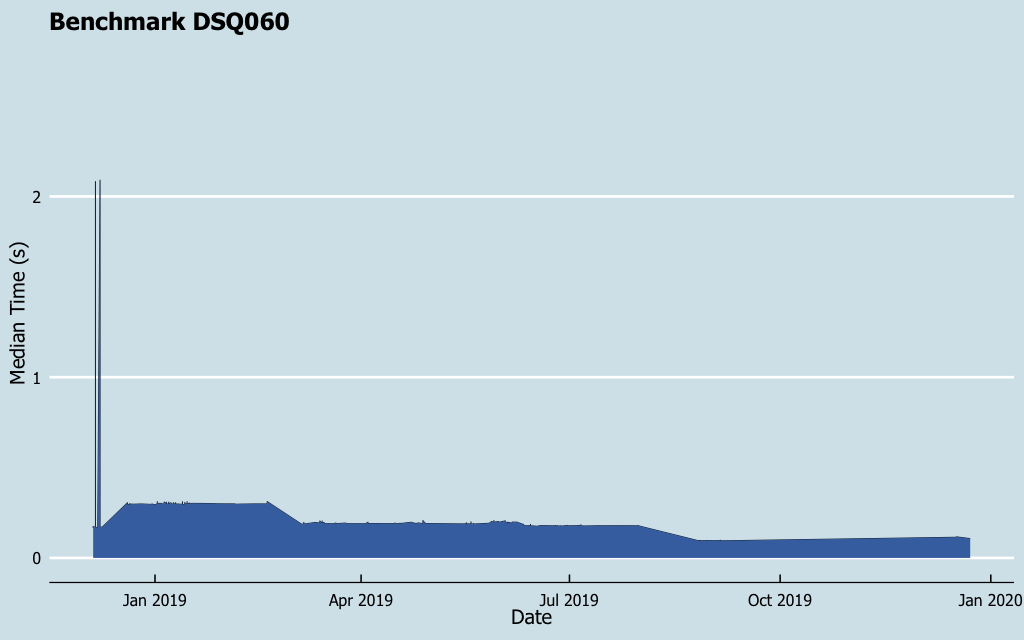 Benchmark DSQ060
Median Time (s)
2
1
0
Jan 2019
Apr 2019
Jul 2019
Oct 2019
Jan 2020
Date